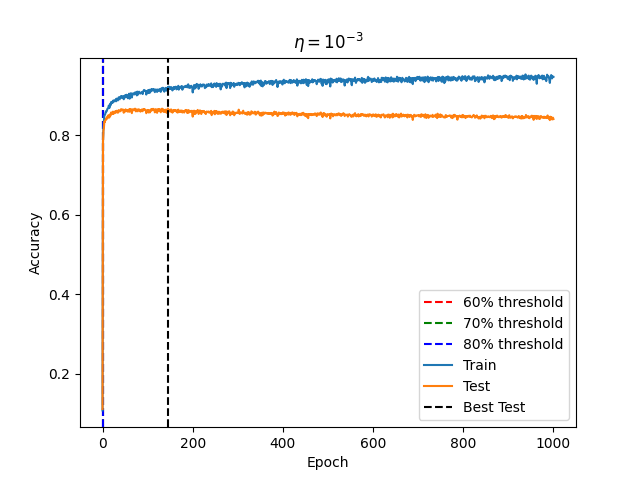 η = 10⁻³
Accuracy
0.8
0.6
0.4
0.2
60% threshold
70% threshold
80% threshold
Train
Test
Best Test
0 200 400 600 800 1000
Epoch